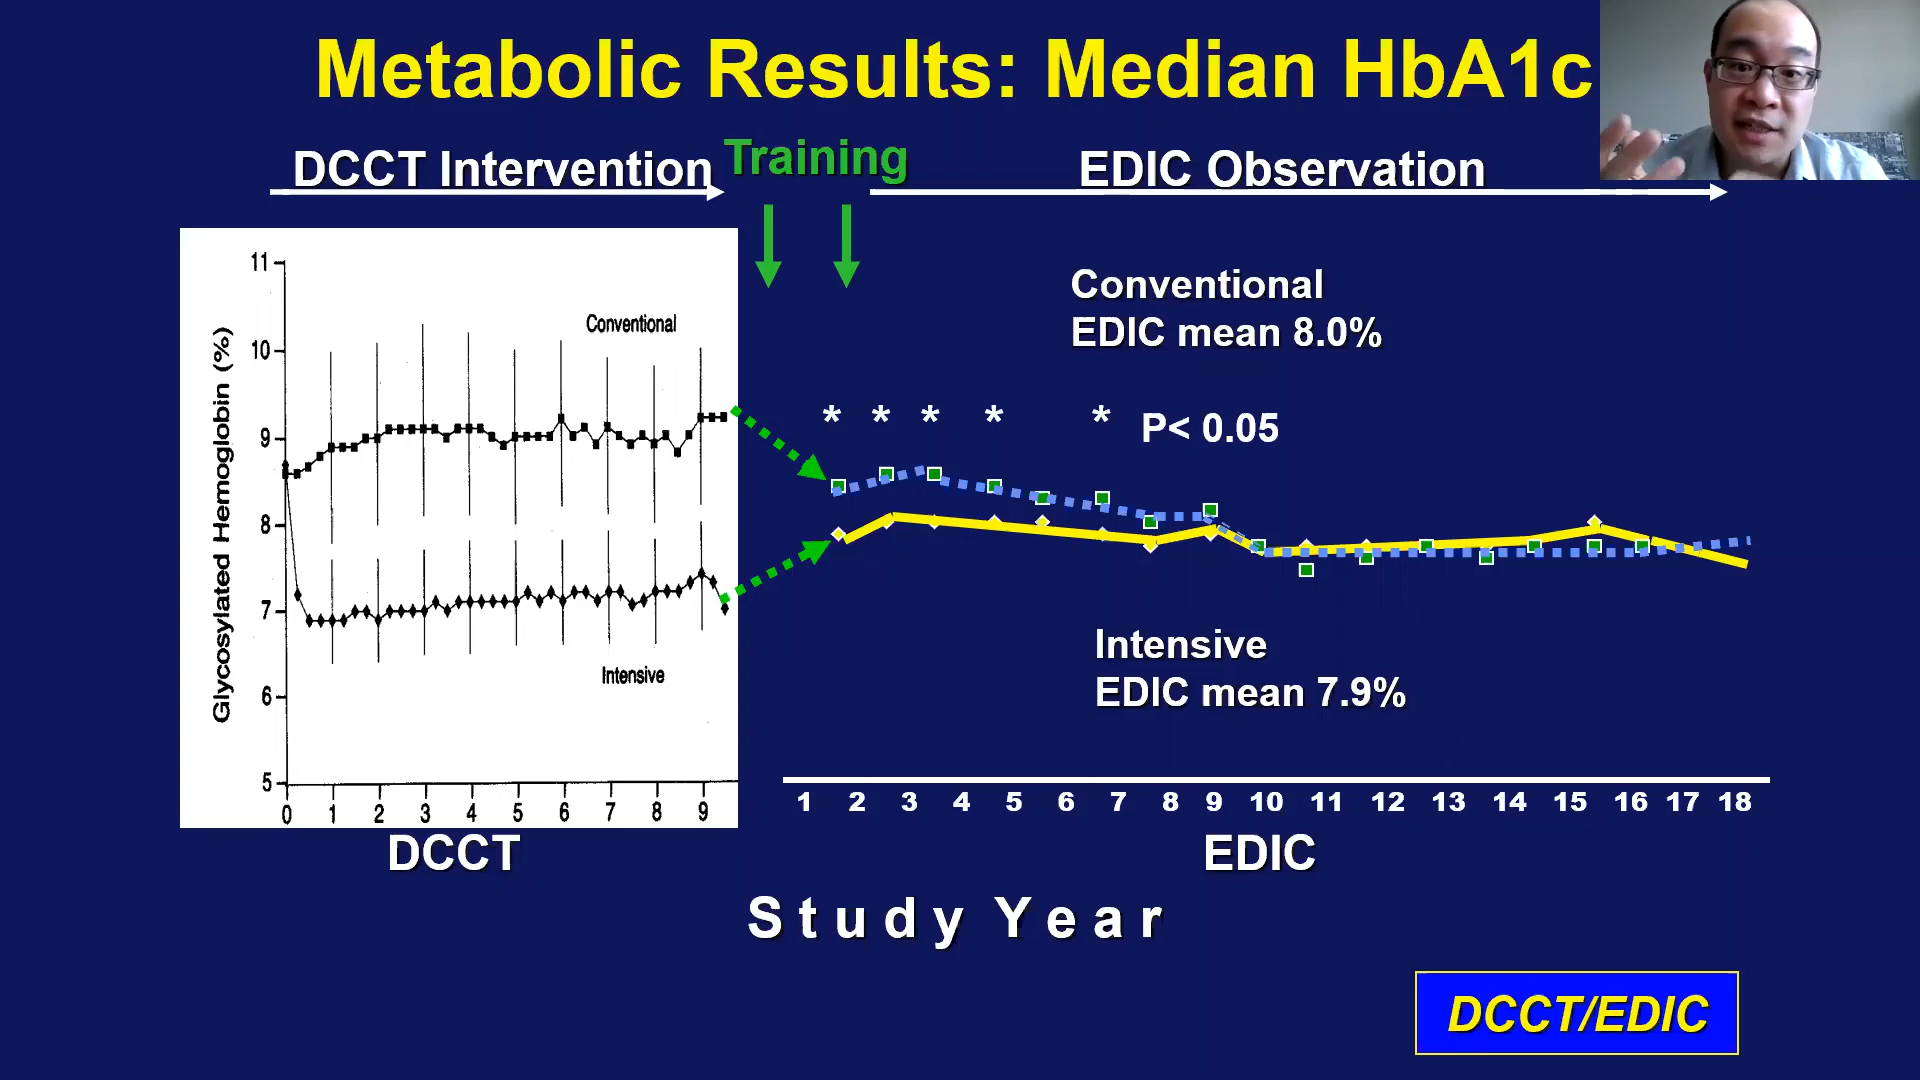 Metabolic Results: Median HbA1c
DCCT Intervention
Training
EDIC Observation
Conventional
EDIC mean 8.0%
* * * * * P< 0.05
Intensive
EDIC mean 7.9%
Glycosylated Hemoglobin (%)
11
10
9
8
7
6
5
Conventional
Intensive
0 1 2 3 4 5 6 7 8 9
1 2 3 4 5 6 7 8 9 10 11 12 13 14 15 16 17 18
DCCT
EDIC
Study Year
DCCT/EDIC